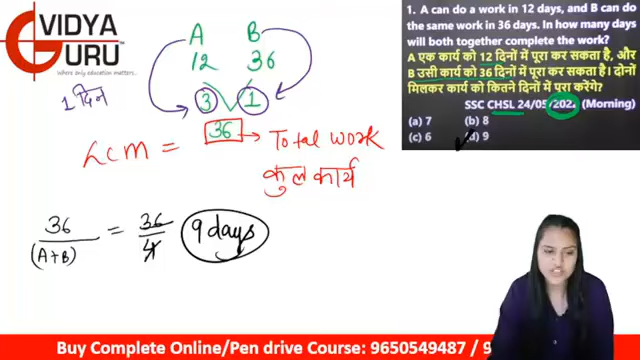 VIDYA
GURU
Where only education matters...
A B
12 36
1 दिन
3 1
36 → Total work
LCM =
कुल कार्य
36/(A+B) = 36/4 9 days
1. A can do a work in 12 days, and B can do
the same work in 36 days. In how many days
will both together complete the work?
A एक कार्य को 12 दिनों में पूरा कर सकता है, और
B उसी कार्य को 36 दिनों में पूरा कर सकता है। दोनों
मिलकर कार्य को कितने दिनों में पूरा करेंगे?
SSC CHSL 24/05/2022 (Morning)
(a) 7 (b) 8
(c) 6 (d) 9
Buy Complete Online/Pen drive Course: 9650549487 / 9